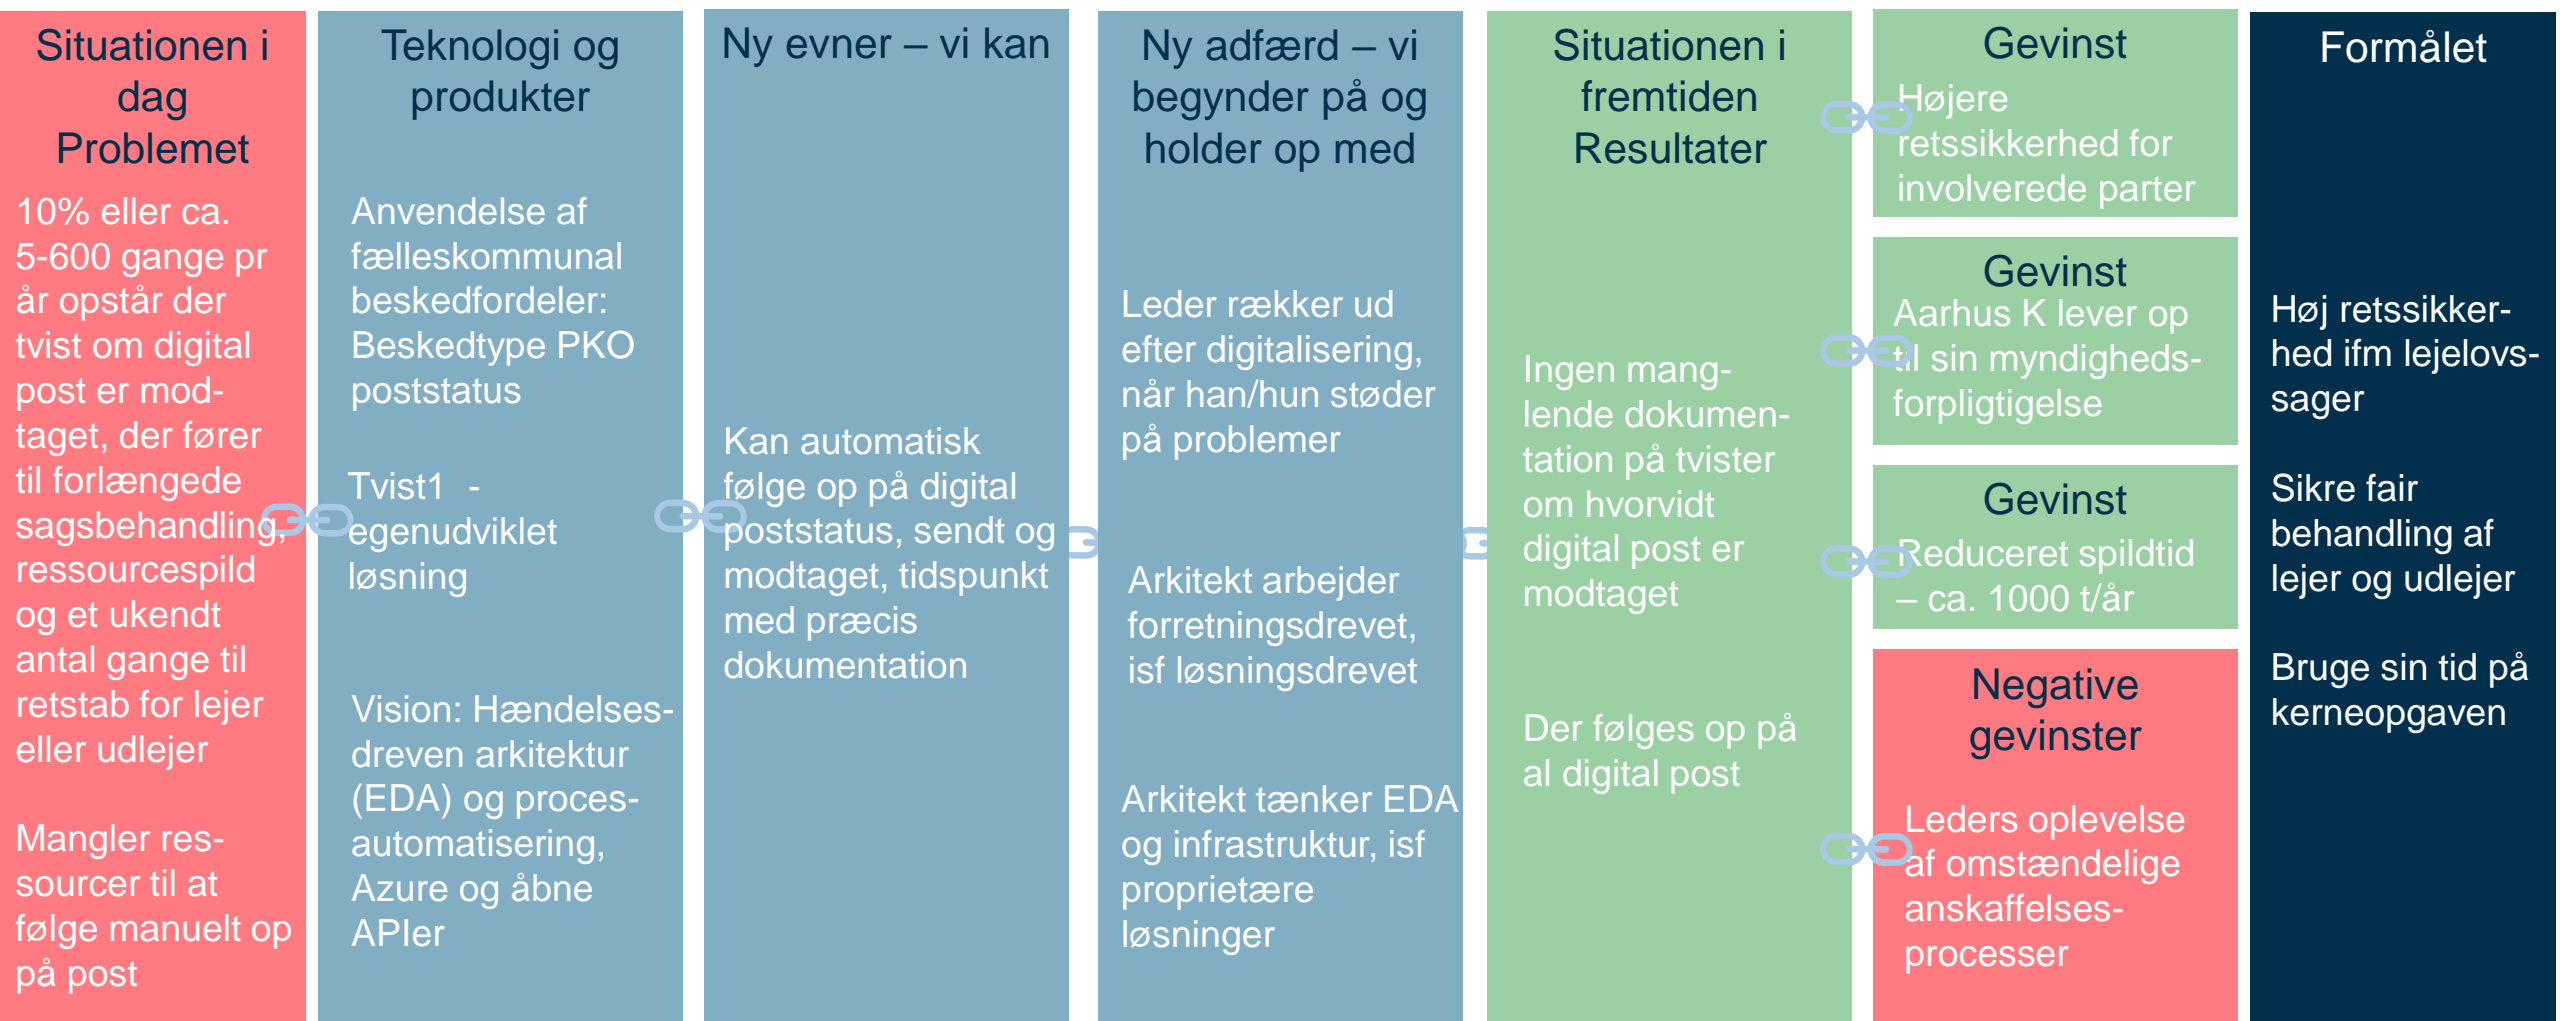 Situationen i
dag
Problemet
10% eller ca.
5-600 gange pr
år opstår der
tvist om digital
post er mod-
taget, der fører
til forlængede
sagsbehandling,
ressourcespild
og et ukendt
antal gange til
retstab for lejer
eller udlejer
Mangler res-
sourcer til at
følge manuelt op
på post
Teknologi og
produkter
Anvendelse af
fælleskommunal
beskedfordeler:
Beskedtype PKO
poststatus
Tvist1  -
egenudviklet
løsning
Vision: Hændelses-
dreven arkitektur
(EDA) og proces-
automatisering,
Azure og åbne
APIer
Ny evner – vi kan
Kan automatisk
følge op på digital
poststatus, sendt og
modtaget, tidspunkt
med præcis
dokumentation
Ny adfærd – vi
begynder på og
holder op med
Leder rækker ud
efter digitalisering,
når han/hun støder
på problemer
Arkitekt arbejder
forretningsdrevet,
isf løsningsdrevet
Arkitekt tænker EDA
og infrastruktur, isf
proprietære
løsninger
Situationen i
fremtiden
Resultater
Ingen mang-
lende dokumen-
tation på tvister
om hvorvidt
digital post er
modtaget
Der følges op på
al digital post
Gevinst
Højere
retssikkerhed for
involverede parter
Gevinst
Aarhus K lever op
til sin myndigheds-
forpligtigelse
Gevinst
Reduceret spildtid
– ca. 1000 t/år
Negative
gevinster
Leders oplevelse
af omstændelige
anskaffelses-
processer
Formålet
Høj retssikker-
hed ifm lejelovs-
sager
Sikre fair
behandling af
lejer og udlejer
Bruge sin tid på
kerneopgaven